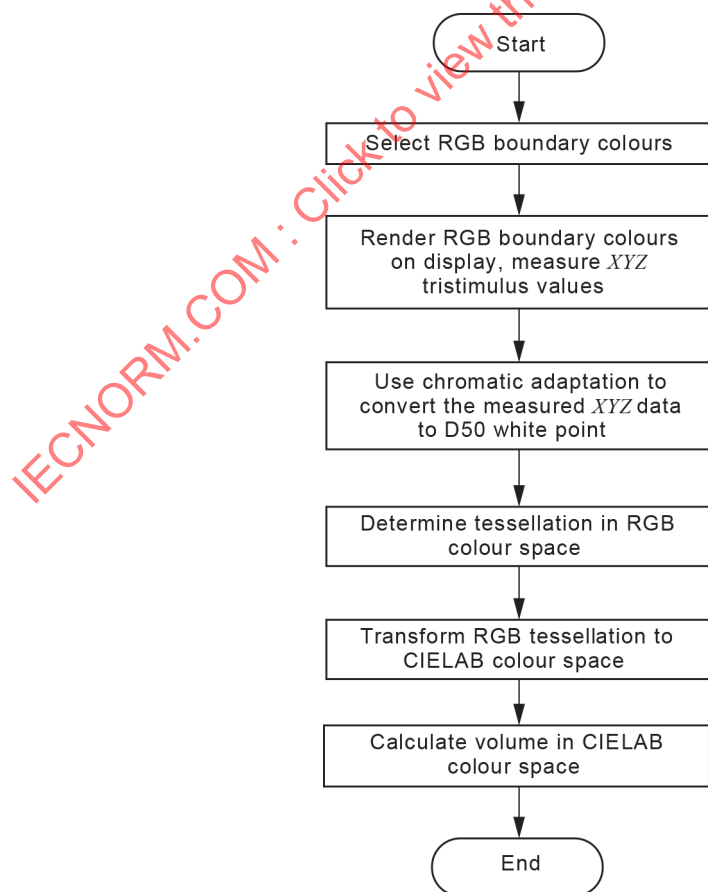 Start
Select RGB boundary colours
Render RGB boundary colours
on display, measure XYZ
tristimulus values
Use chromatic adaptation to
convert the measured XYZ data
to D50 white point
Determine tessellation in RGB
colour space
Transform RGB tessellation to
CIELAB colour space
Calculate volume in CIELAB
colour space
End
IECNORM.COM : Click to view